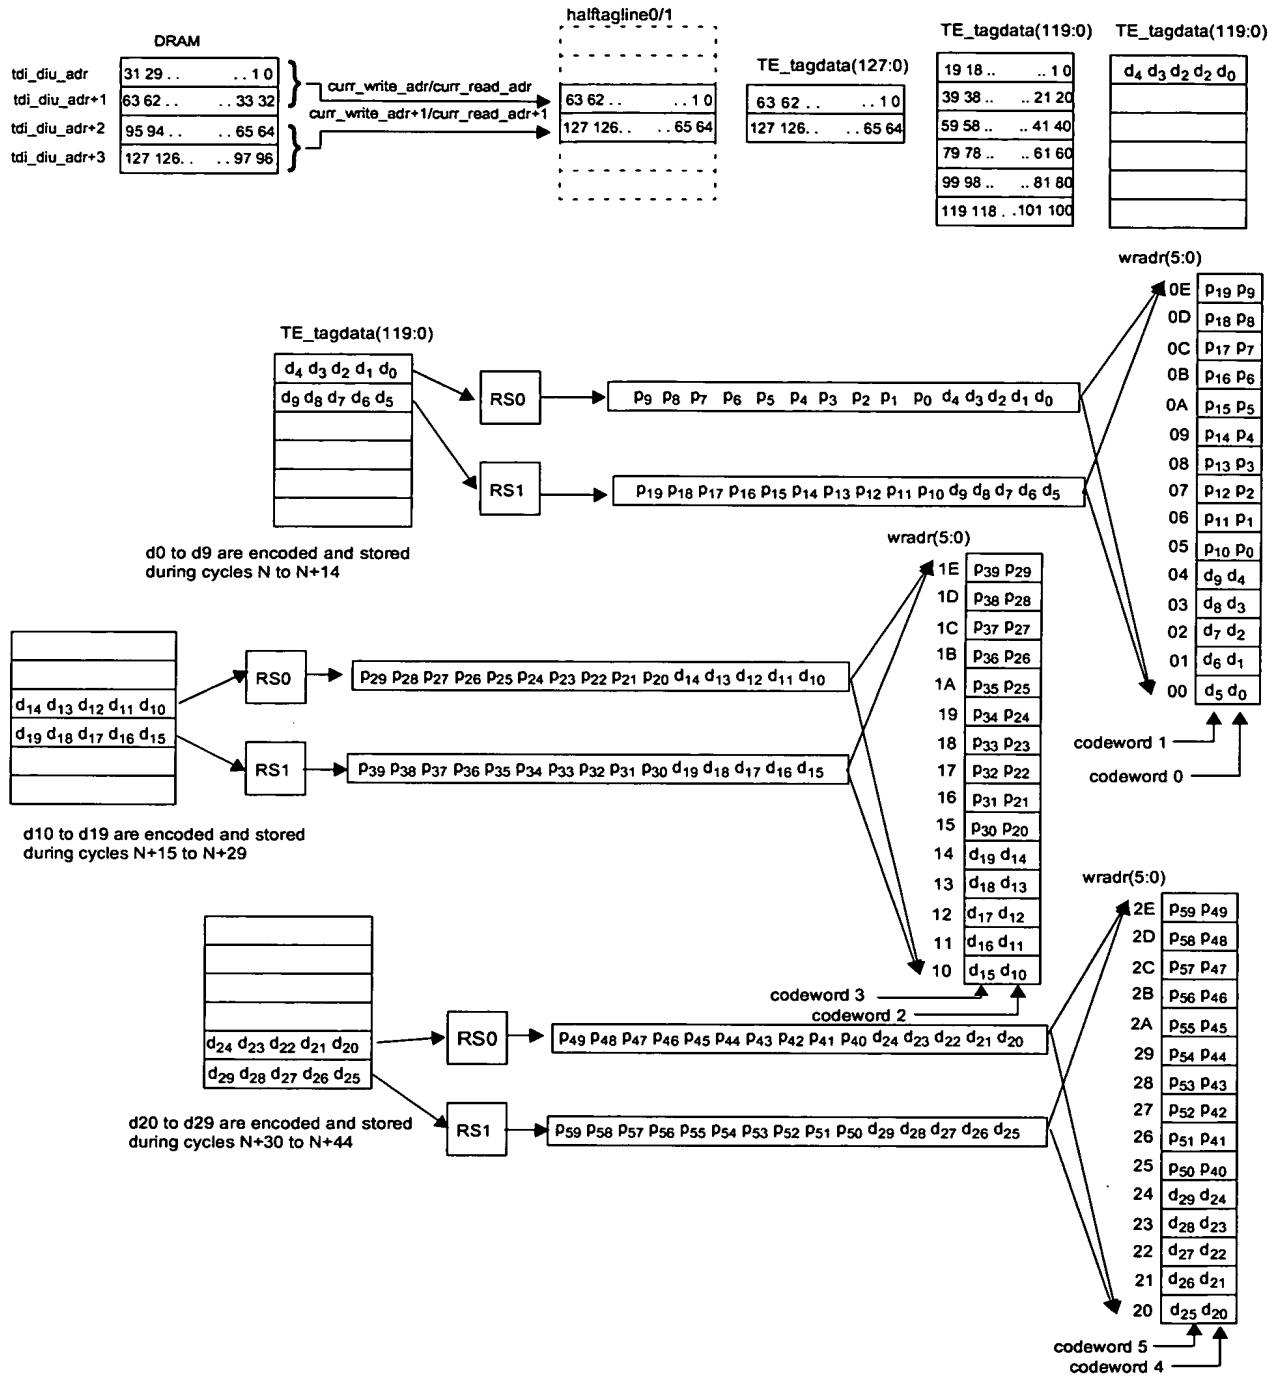 DRAM
tdi_diu_adr
31 29 . . . . 1 0
tdi_diu_adr+1
63 62 . . . . 33 32
tdi_diu_adr+2
95 94 . . . . 65 64
tdi_diu_adr+3
127 126. . . . 97 96
curr_write_adr/curr_read_adr
curr_write_adr+1/curr_read_adr+1
halftagline0/1
63 62 . . . . 1 0
127 126. . . . 65 64
TE_tagdata(127:0)
63 62 . . . . 1 0
127 126. . . . 65 64
TE_tagdata(119:0)
19 18 .. .. 1 0
39 38 .. .. 21 20
59 58 .. .. 41 40
79 78 .. .. 61 60
99 98 .. .. 81 80
119 118 . . .101 100
TE_tagdata(119:0)
d4 d3 d2 d2 d0
TE_tagdata(119:0)
d4 d3 d2 d1 d0
d9 d8 d7 d6 d5
RS0
p9 p8 p7 p6 p5 p4 p3 p2 p1 p0 d4 d3 d2 d1 d0
RS1
p19 p18 p17 p16 p15 p14 p13 p12 p11 p10 d9 d8 d7 d6 d5
d0 to d9 are encoded and stored
during cycles N to N+14
wradr(5:0)
0E p19 p9
0D p18 p8
0C p17 p7
0B p16 p6
0A p15 p5
09 p14 p4
08 p13 p3
07 p12 p2
06 p11 p1
05 p10 p0
04 d9 d4
03 d8 d3
02 d7 d2
01 d6 d1
00 d5 d0
codeword 1
codeword 0
d14 d13 d12 d11 d10
d19 d18 d17 d16 d15
RS0
p29 p28 p27 p26 p25 p24 p23 p22 p21 p20 d14 d13 d12 d11 d10
RS1
p39 p38 p37 p36 p35 p34 p33 p32 p31 p30 d19 d18 d17 d16 d15
d10 to d19 are encoded and stored
during cycles N+15 to N+29
wradr(5:0)
1E p39 p29
1D p38 p28
1C p37 p27
1B p36 p26
1A p35 p25
19 p34 p24
18 p33 p23
17 p32 p22
16 p31 p21
15 p30 p20
14 d19 d14
13 d18 d13
12 d17 d12
11 d16 d11
10 d15 d10
codeword 3
codeword 2
d24 d23 d22 d21 d20
d29 d28 d27 d26 d25
RS0
p49 p48 p47 p46 p45 p44 p43 p42 p41 p40 d24 d23 d22 d21 d20
RS1
p59 p58 p57 p56 p55 p54 p53 p52 p51 p50 d29 d28 d27 d26 d25
d20 to d29 are encoded and stored
during cycles N+30 to N+44
wradr(5:0)
2E p59 p49
2D p58 p48
2C p57 p47
2B p56 p46
2A p55 p45
29 p54 p44
28 p53 p43
27 p52 p42
26 p51 p41
25 p50 p40
24 d29 d24
23 d28 d23
22 d27 d22
21 d26 d21
20 d25 d20
codeword 5
codeword 4